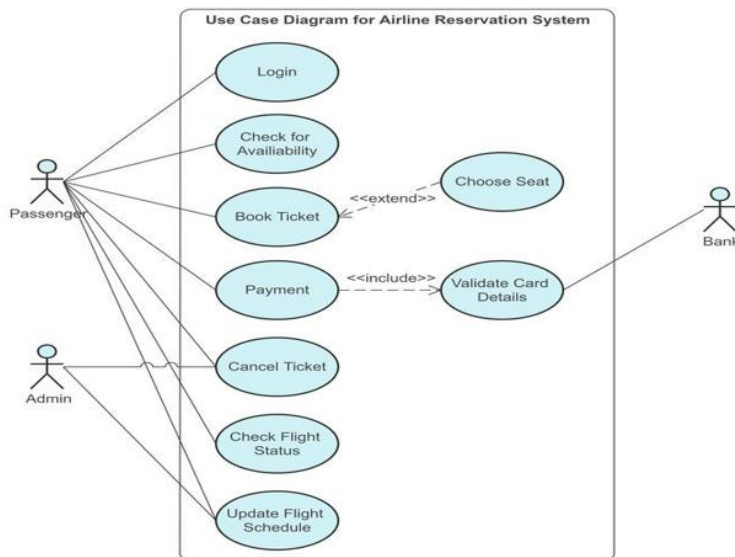 Use Case Diagram for Airline Reservation System
Login
Check for
Availiability
Choose Seat
<<extend>>
Passenger
Book Ticket
Bank
<<include>>
Payment
Validate Card
Details
Cancel Ticket
Admin
Check Flight
Status
Update Flight
Schedule